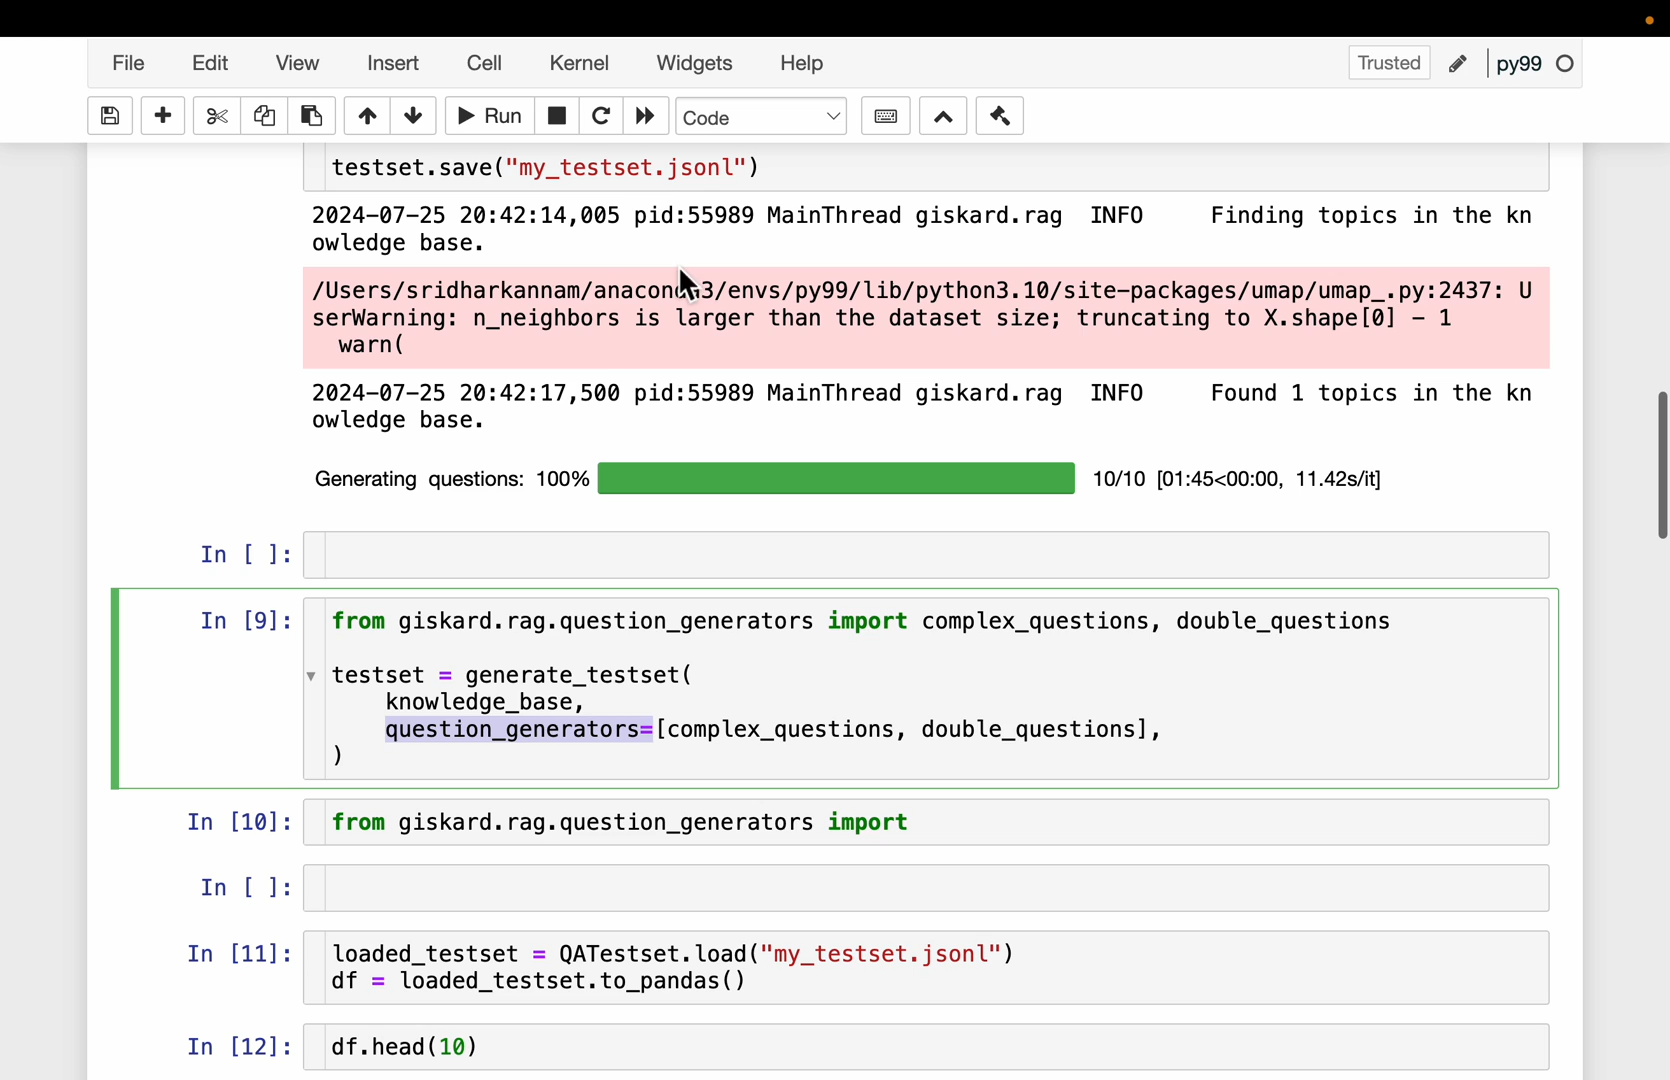 File Edit View Insert Cell Kernel Widgets Help Trusted py99
Run Code
testset.save("my_testset.jsonl")
2024-07-25 20:42:14,005 pid:55989 MainThread giskard.rag INFO Finding topics in the kn
owledge base.
/Users/sridharkannam/anaconda3/envs/py99/lib/python3.10/site-packages/umap/umap_.py:2437: U
serWarning: n_neighbors is larger than the dataset size; truncating to X.shape[0] - 1
warn(
2024-07-25 20:42:17,500 pid:55989 MainThread giskard.rag INFO Found 1 topics in the kn
owledge base.
Generating questions: 100% 10/10 [01:45<00:00, 11.42s/it]
In [ ]:
In [9]: from giskard.rag.question_generators import complex_questions, double_questions
testset = generate_testset(
knowledge_base,
question_generators=[complex_questions, double_questions],
)
In [10]: from giskard.rag.question_generators import
In [ ]:
In [11]: loaded_testset = QATestset.load("my_testset.jsonl")
df = loaded_testset.to_pandas()
In [12]: df.head(10)